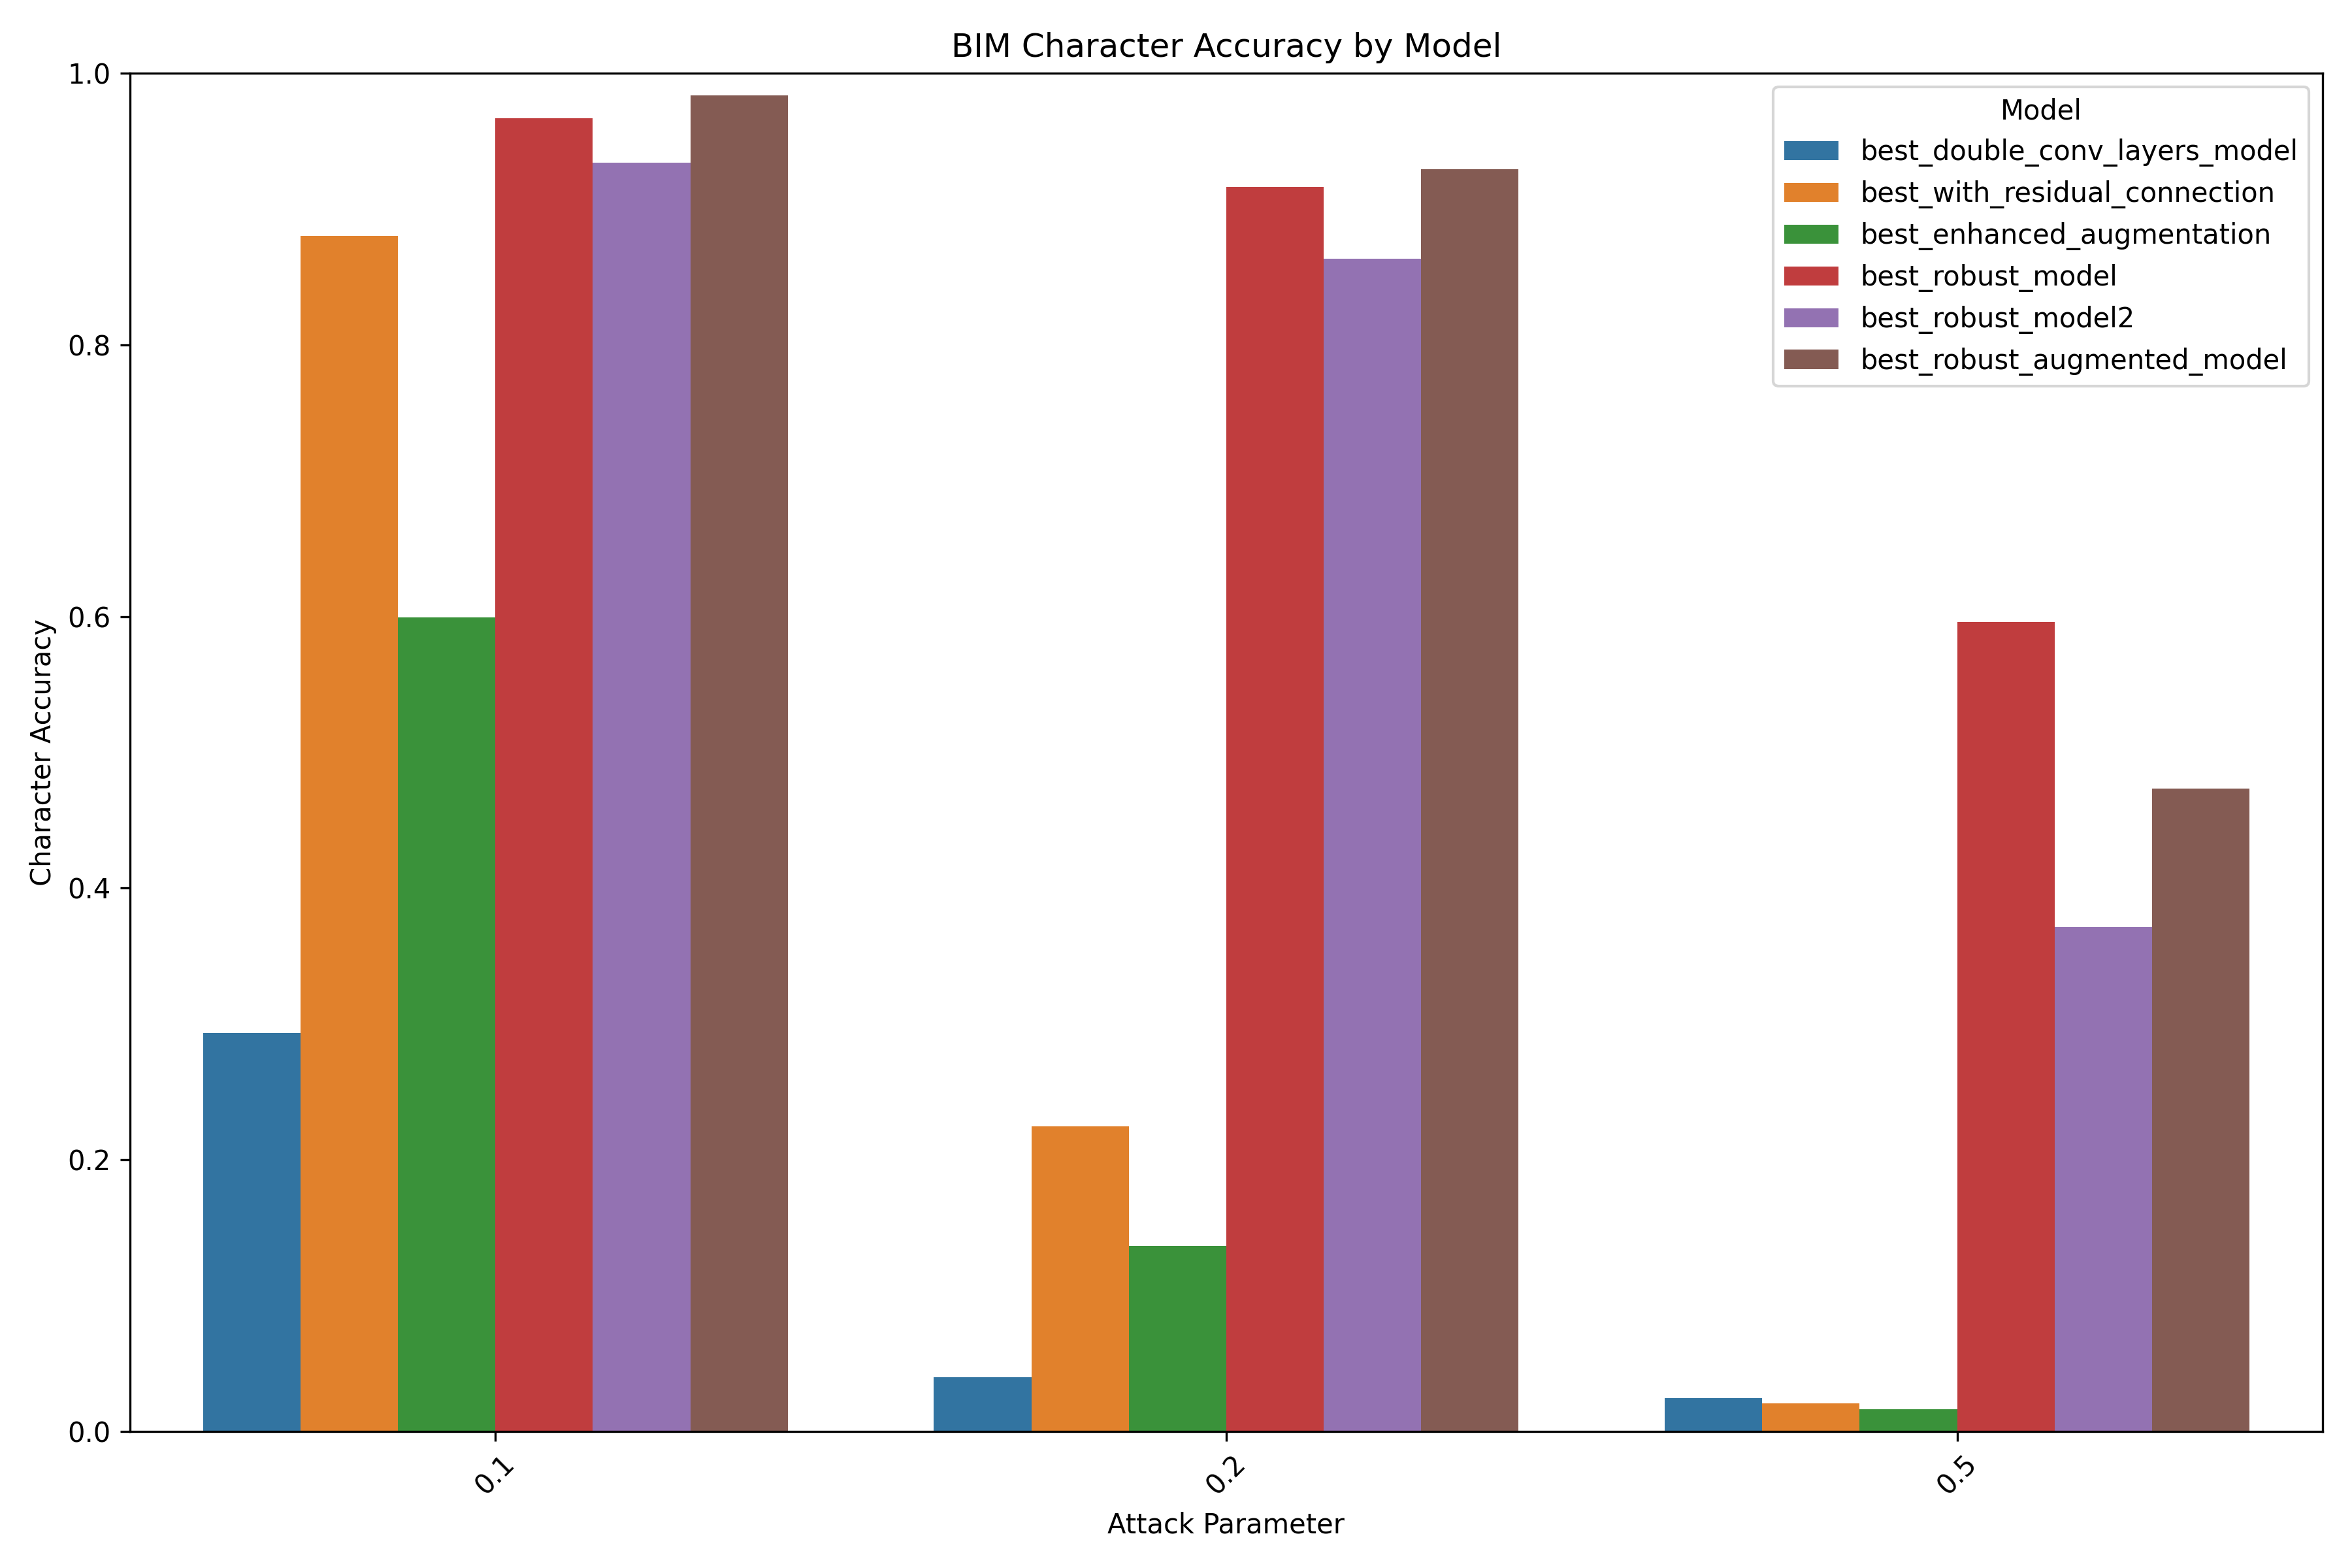 BIM Character Accuracy by Model
Character Accuracy
1.0
0.8
0.6
0.4
0.2
0.0
Model
best_double_conv_layers_model
best_with_residual_connection
best_enhanced_augmentation
best_robust_model
best_robust_model2
best_robust_augmented_model
0.1
0.2
0.5
Attack Parameter